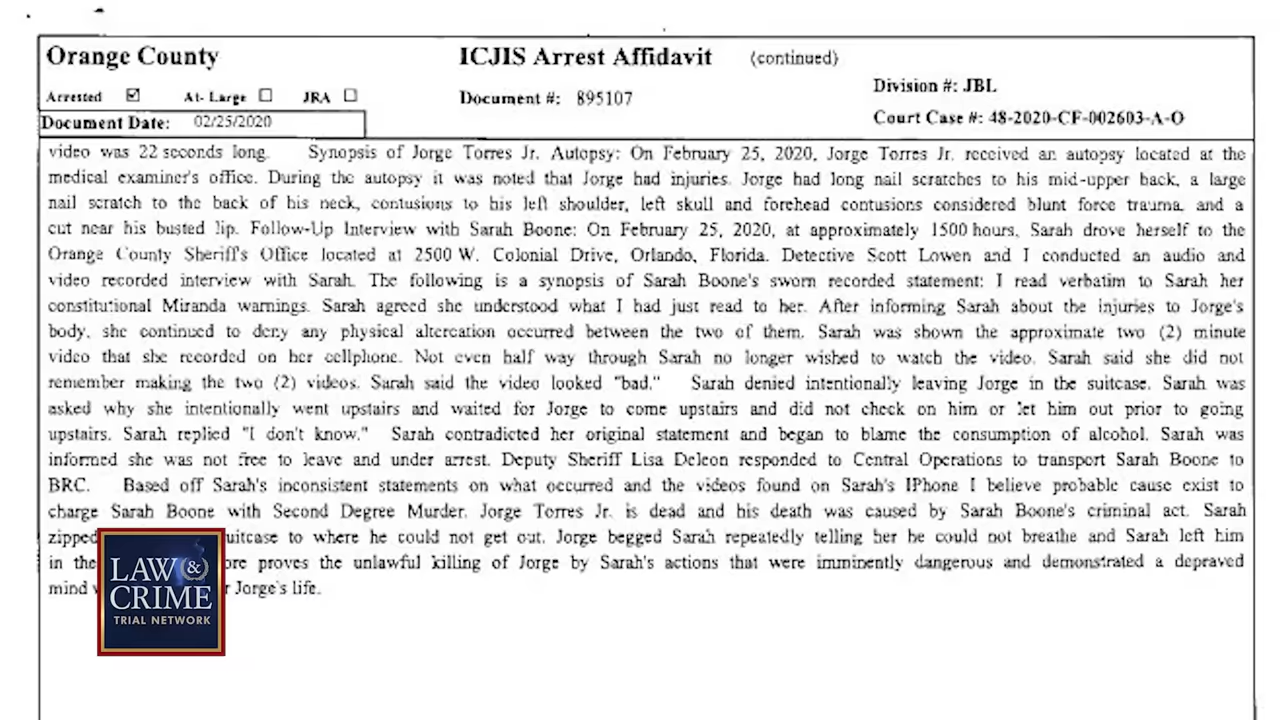 Orange County
ICJIS Arrest Affidavit (continued)
Arrested ☑ At- Large ☐ JRA ☐
Document #: 895107
Division #: JBL
Document Date: 02/25/2020
Court Case #: 48-2020-CF-002603-A-O
video was 22 seconds long. Synopsis of Jorge Torres Jr. Autopsy: On February 25, 2020, Jorge Torres Jr. received an autopsy located at the
medical examiner's office. During the autopsy it was noted that Jorge had injuries. Jorge had long nail scratches to his mid-upper back, a large
nail scratch to the back of his neck, contusions to his left shoulder, left skull and forehead contusions considered blunt force trauma, and a
cut near his busted lip. Follow-Up Interview with Sarah Boone: On February 25, 2020, at approximately 1500 hours, Sarah drove herself to the
Orange County Sheriff's Office located at 2500 W. Colonial Drive, Orlando, Florida. Detective Scott Lowen and I conducted an audio and
video recorded interview with Sarah. The following is a synopsis of Sarah Boone's sworn recorded statement: I read verbatim to Sarah her
constitutional Miranda warnings. Sarah agreed she understood what I had just read to her. After informing Sarah about the injuries to Jorge's
body, she continued to deny any physical altercation occurred between the two of them. Sarah was shown the approximate two (2) minute
video that she recorded on her cellphone. Not even half way through Sarah no longer wished to watch the video. Sarah said she did not
remember making the two (2) videos. Sarah said the video looked "bad." Sarah denied intentionally leaving Jorge in the suitcase. Sarah was
asked why she intentionally went upstairs and waited for Jorge to come upstairs and did not check on him or let him out prior to going
upstairs. Sarah replied "I don't know." Sarah contradicted her original statement and began to blame the consumption of alcohol. Sarah was
informed she was not free to leave and under arrest. Deputy Sheriff Lisa Deleon responded to Central Operations to transport Sarah Boone to
BRC. Based off Sarah's inconsistent statements on what occurred and the videos found on Sarah's IPhone I believe probable cause exist to
charge Sarah Boone with Second Degree Murder. Jorge Torres Jr. is dead and his death was caused by Sarah Boone's criminal act. Sarah
zipped uitcase to where he could not get out. Jorge begged Sarah repeatedly telling her he could not breathe and Sarah left him
in the ore proves the unlawful killing of Jorge by Sarah's actions that were imminently dangerous and demonstrated a depraved
mind r Jorge's life.
LAW &
CRIME
TRIAL NETWORK